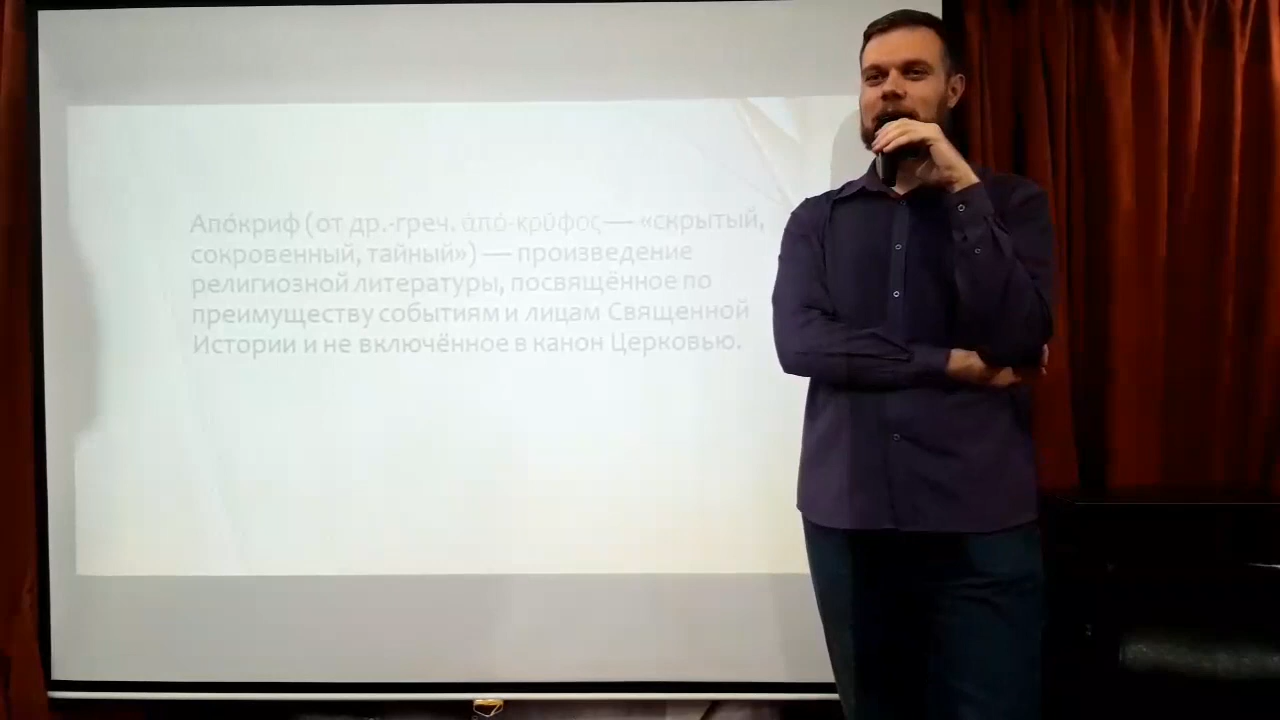 Апо́криф (от др.-греч. ἀπό-κρῠφος — «скрытый,
сокровенный, тайный») — произведение
религиозной литературы, посвящённое по
преимуществу событиям и лицам Священной
Истории и не включённое в канон Церковью.